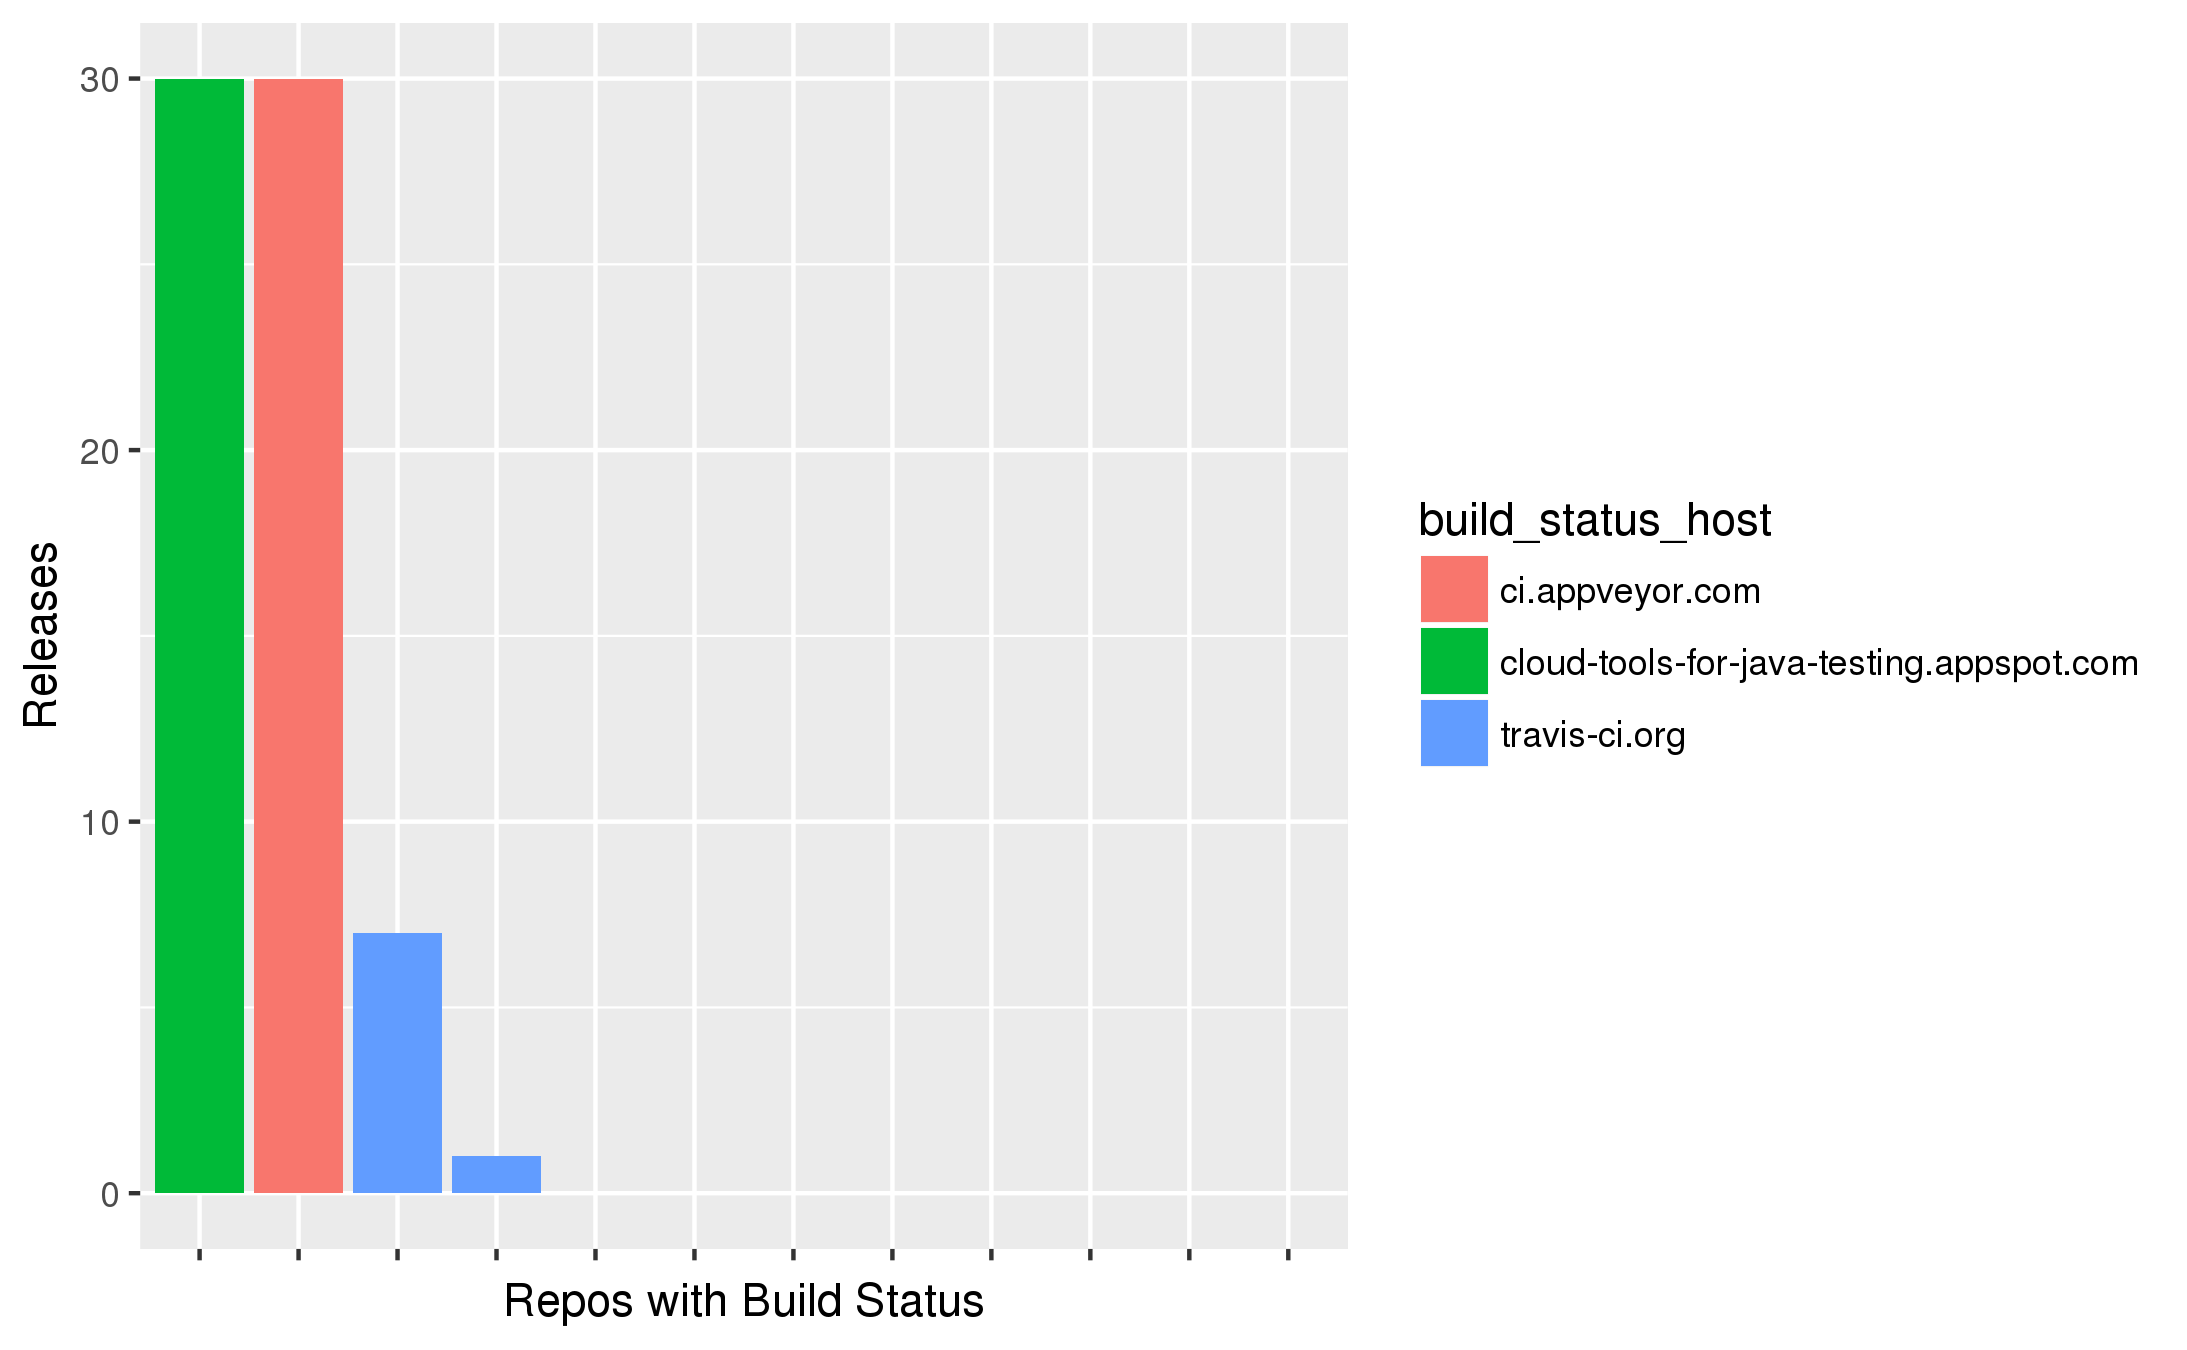 30
20
10
0
Releases
Repos with Build Status
build_status_host
ci.appveyor.com
cloud-tools-for-java-testing.appspot.com
travis-ci.org